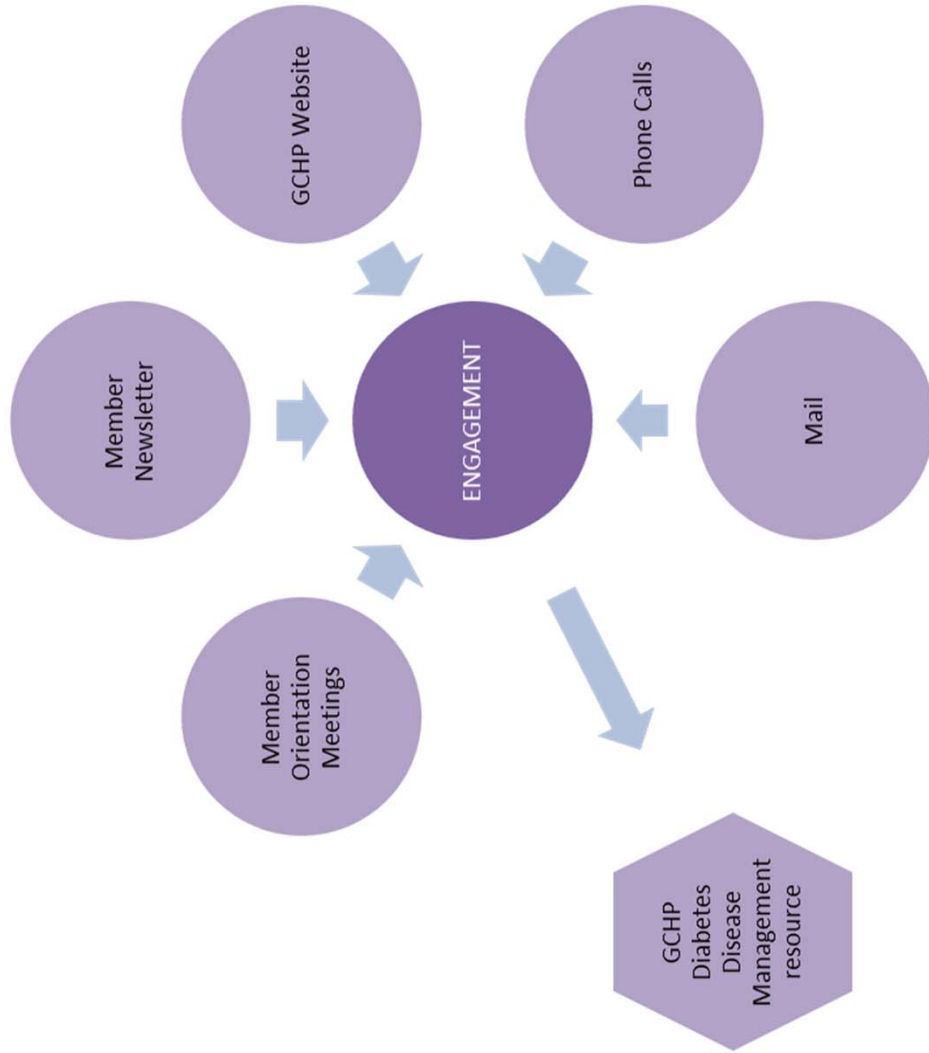 GCHP Website
Phone Calls
Member
Newsletter
ENGAGEMENT
Mail
Member
Orientation
Meetings
GCHP
Diabetes
Disease
Management
resource